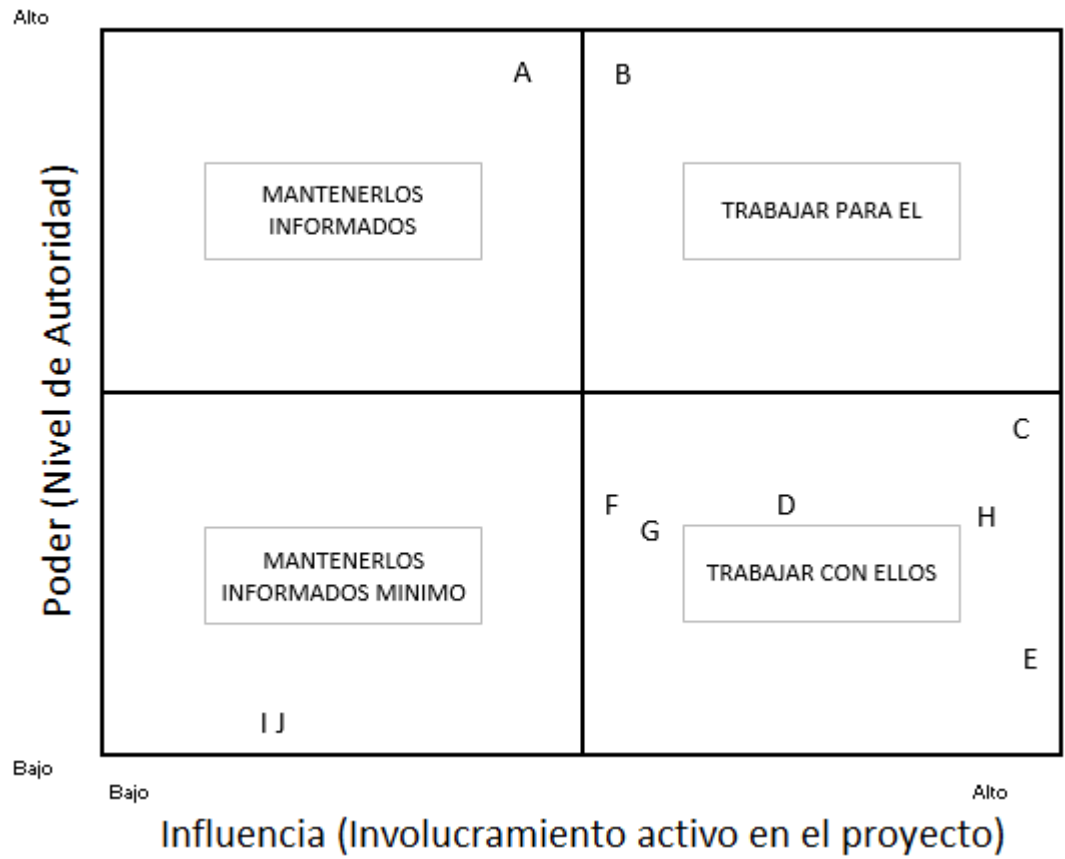 Alto
A
B
MANTENERLOS
INFORMADOS
TRABAJAR PARA EL
Poder (Nivel de Autoridad)
C
F
D
G
H
MANTENERLOS
INFORMADOS MINIMO
TRABAJAR CON ELLOS
E
I J
Bajo
Bajo
Alto
Influencia (Involucramiento activo en el proyecto)